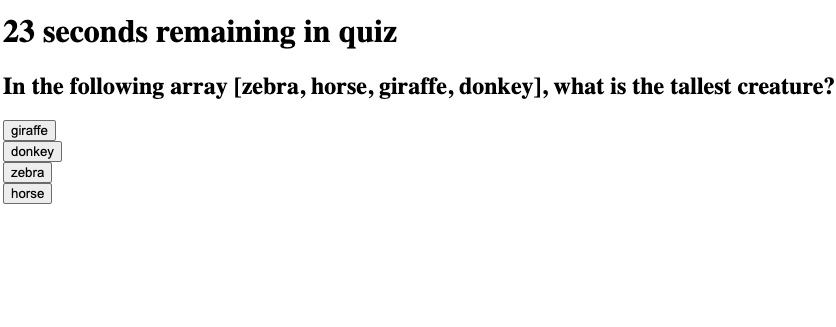 23 seconds remaining in quiz
In the following array [zebra, horse, giraffe, donkey], what is the tallest creature?
giraffe
donkey
zebra
horse